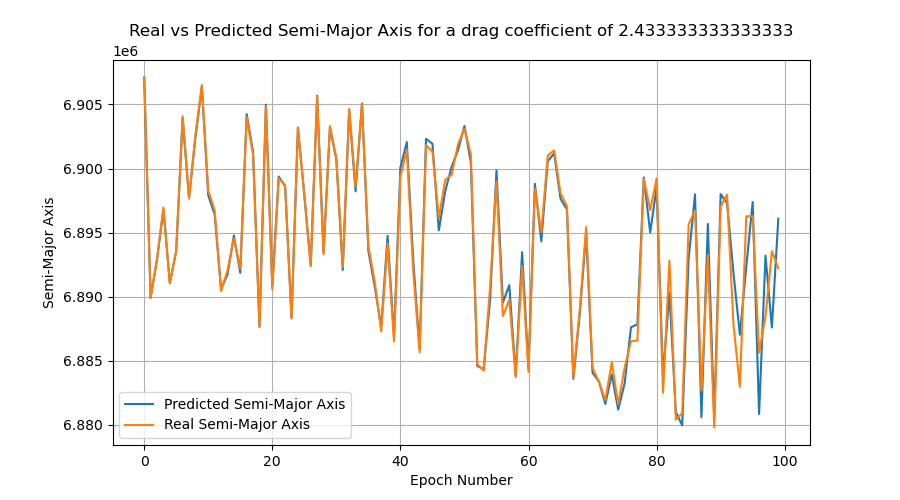 Real vs Predicted Semi-Major Axis for a drag coefficient of 2.433333333333333
1e6
6.905
6.900
6.895
6.890
6.885
6.880
Semi-Major Axis
Predicted Semi-Major Axis
Real Semi-Major Axis
0 20 40 60 80 100
Epoch Number